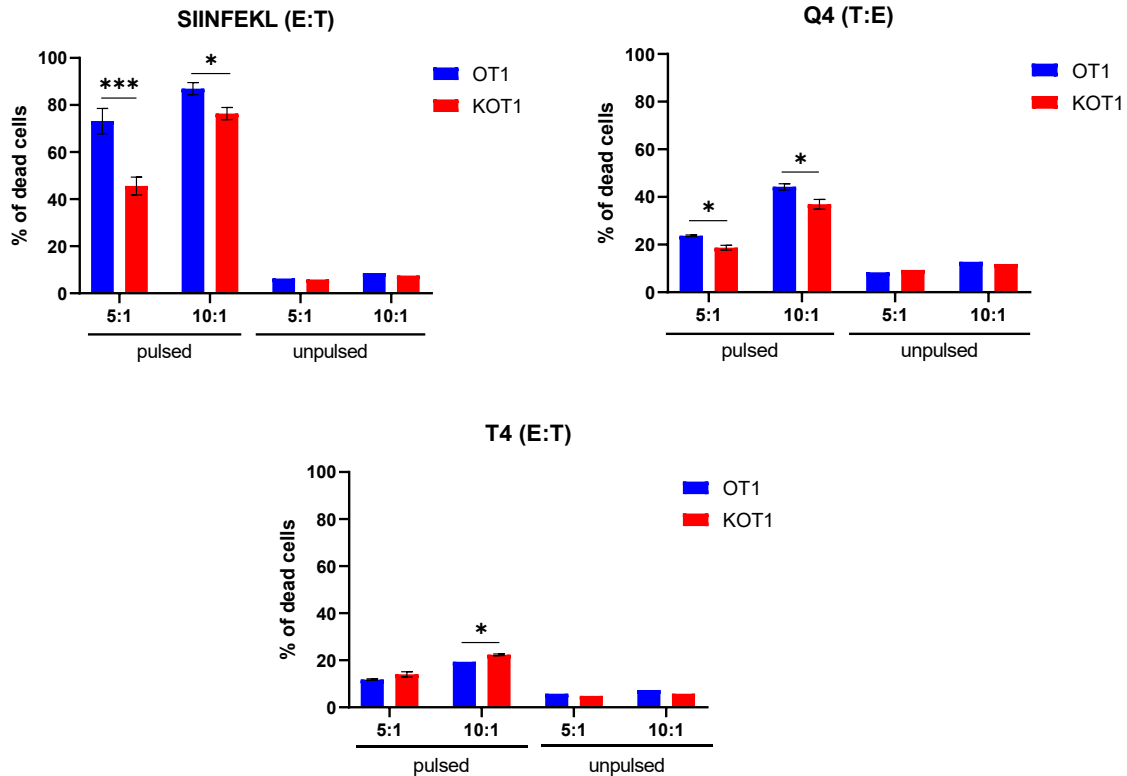 SIINFEKL (E:T)
% of dead cells
100
80
60
40
20
0
***
*
OT1
KOT1
5:1 10:1 5:1 10:1
pulsed unpulsed
Q4 (T:E)
% of dead cells
100
80
60
40
20
0
*
*
OT1
KOT1
5:1 10:1 5:1 10:1
pulsed unpulsed
T4 (E:T)
% of dead cells
100
80
60
40
20
0
*
OT1
KOT1
5:1 10:1 5:1 10:1
pulsed unpulsed